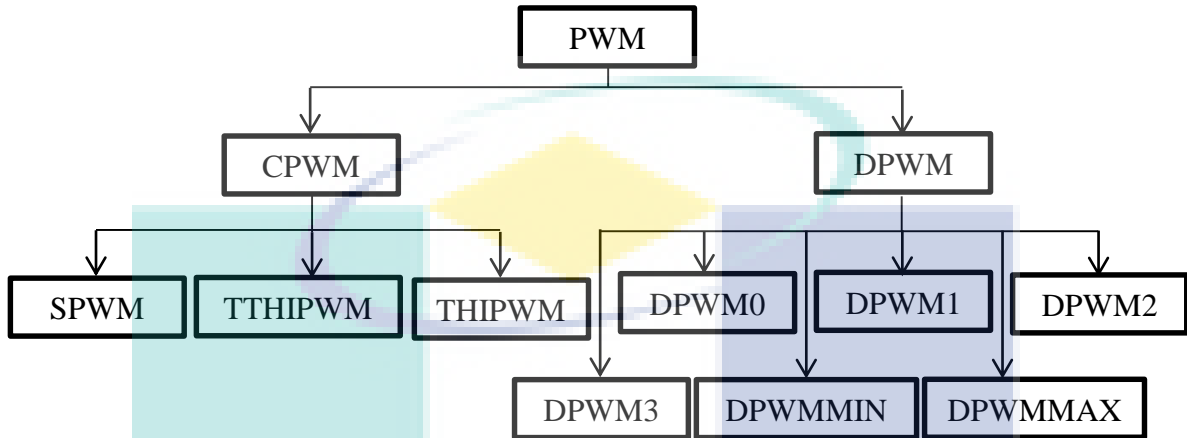 PWM
CPWM DPWM
SPWM TTHIPWM THIPWM DPWM0 DPWM1 DPWM2
DPWM3 DPWMMIN DPWMMAX